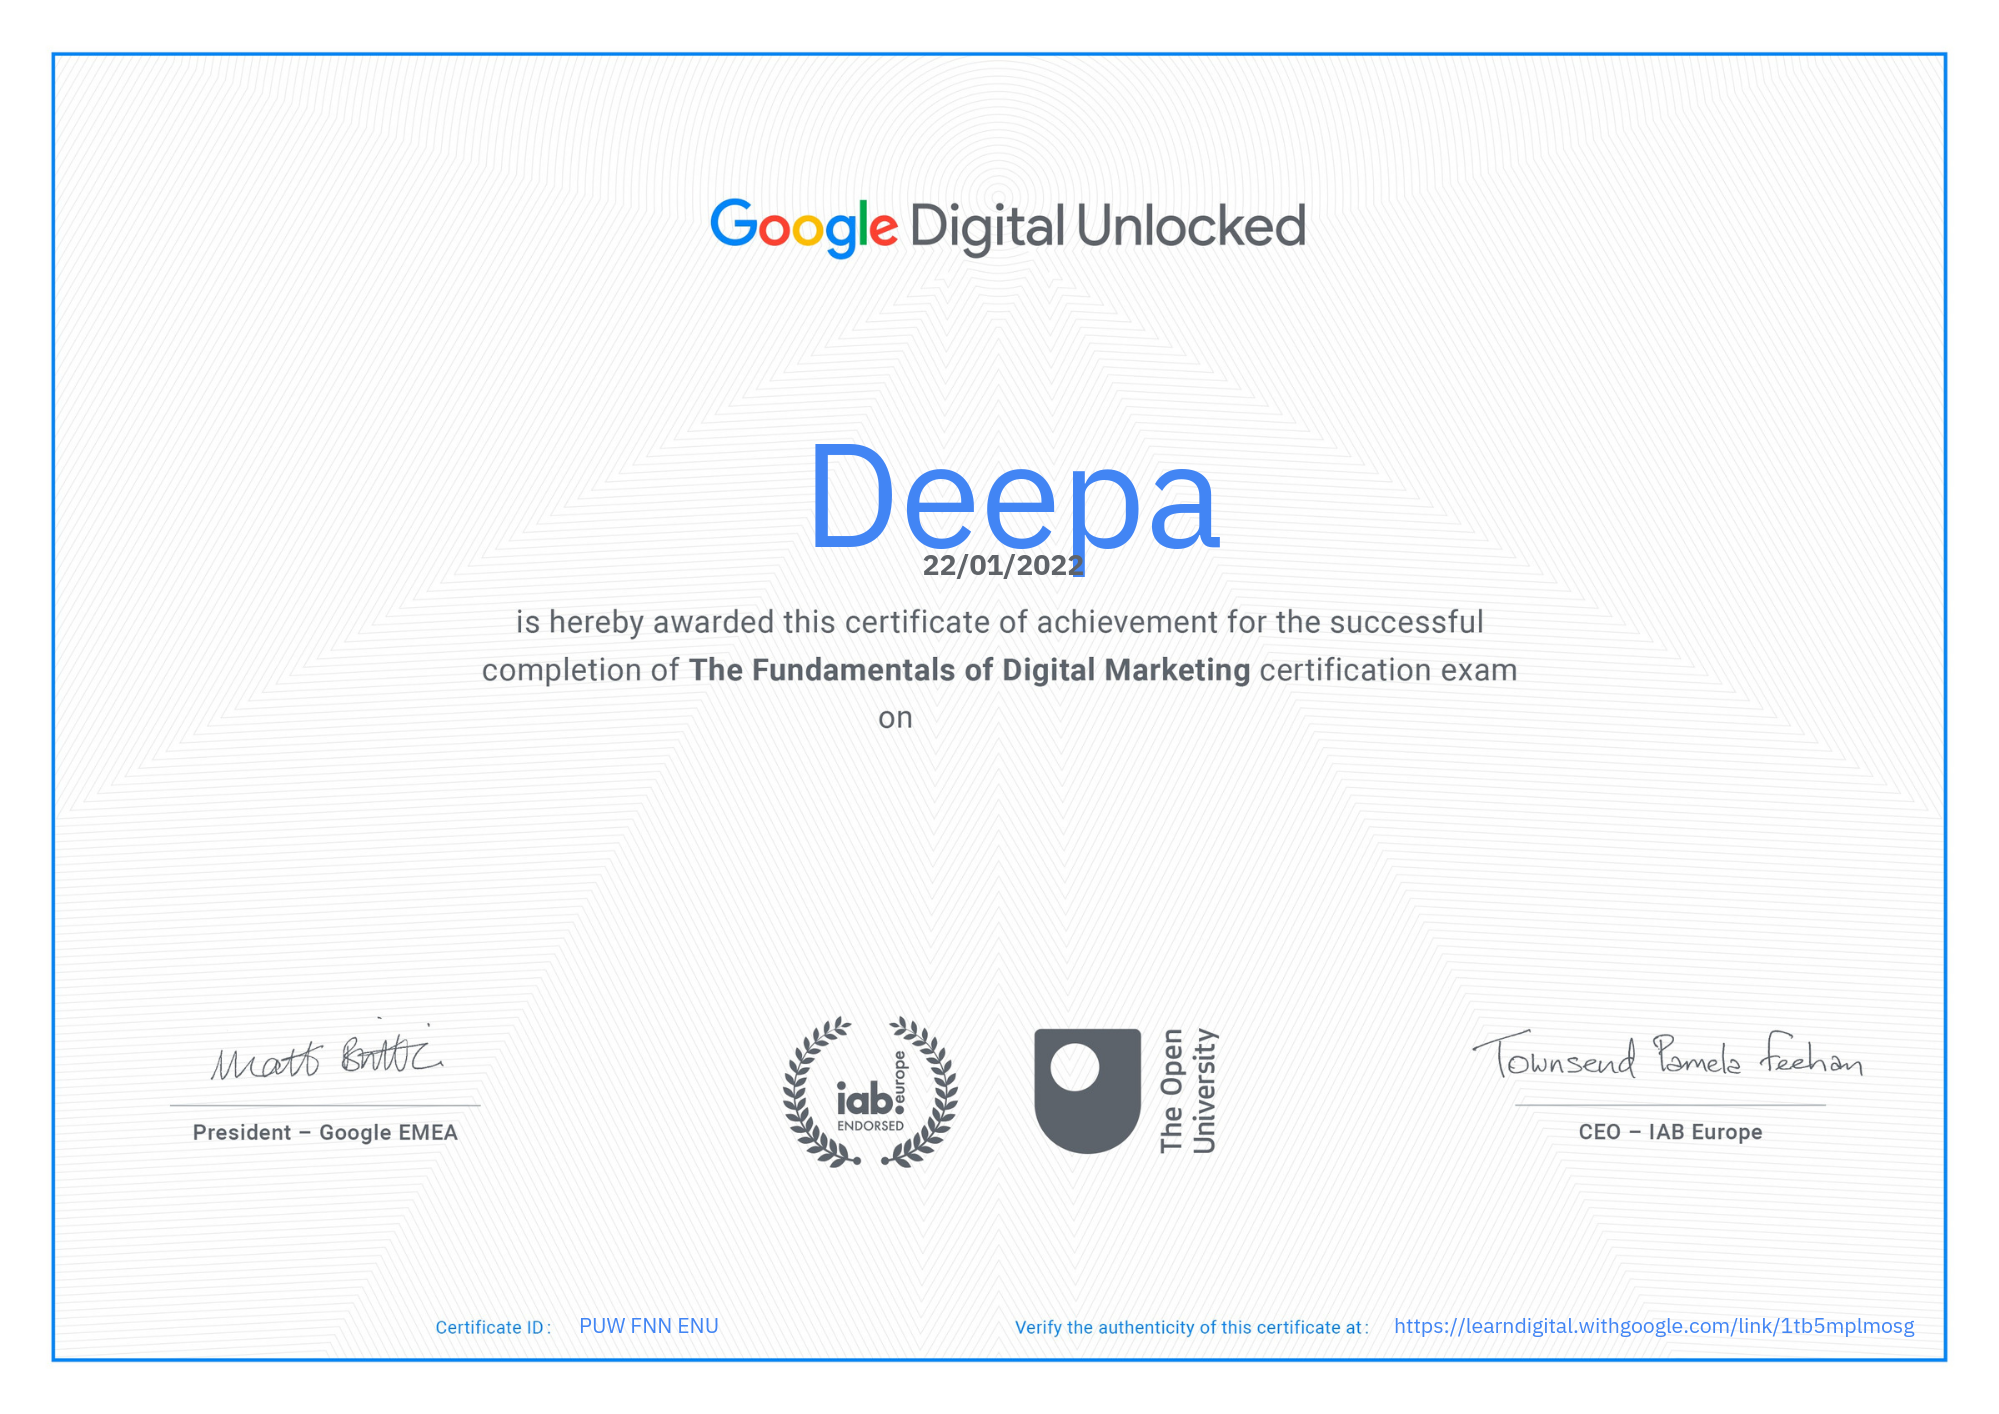 Google Digital Unlocked
Deepa
22/01/2022
is hereby awarded this certificate of achievement for the successful
completion of The Fundamentals of Digital Marketing certification exam
on
Matt Brittin
President – Google EMEA
iab.europe
ENDORSED
The Open
University
Townsend Pamela Feehan
CEO – IAB Europe
Certificate ID: PUW FNN ENU
Verify the authenticity of this certificate at: https://learndigital.withgoogle.com/link/1tb5mplmosg